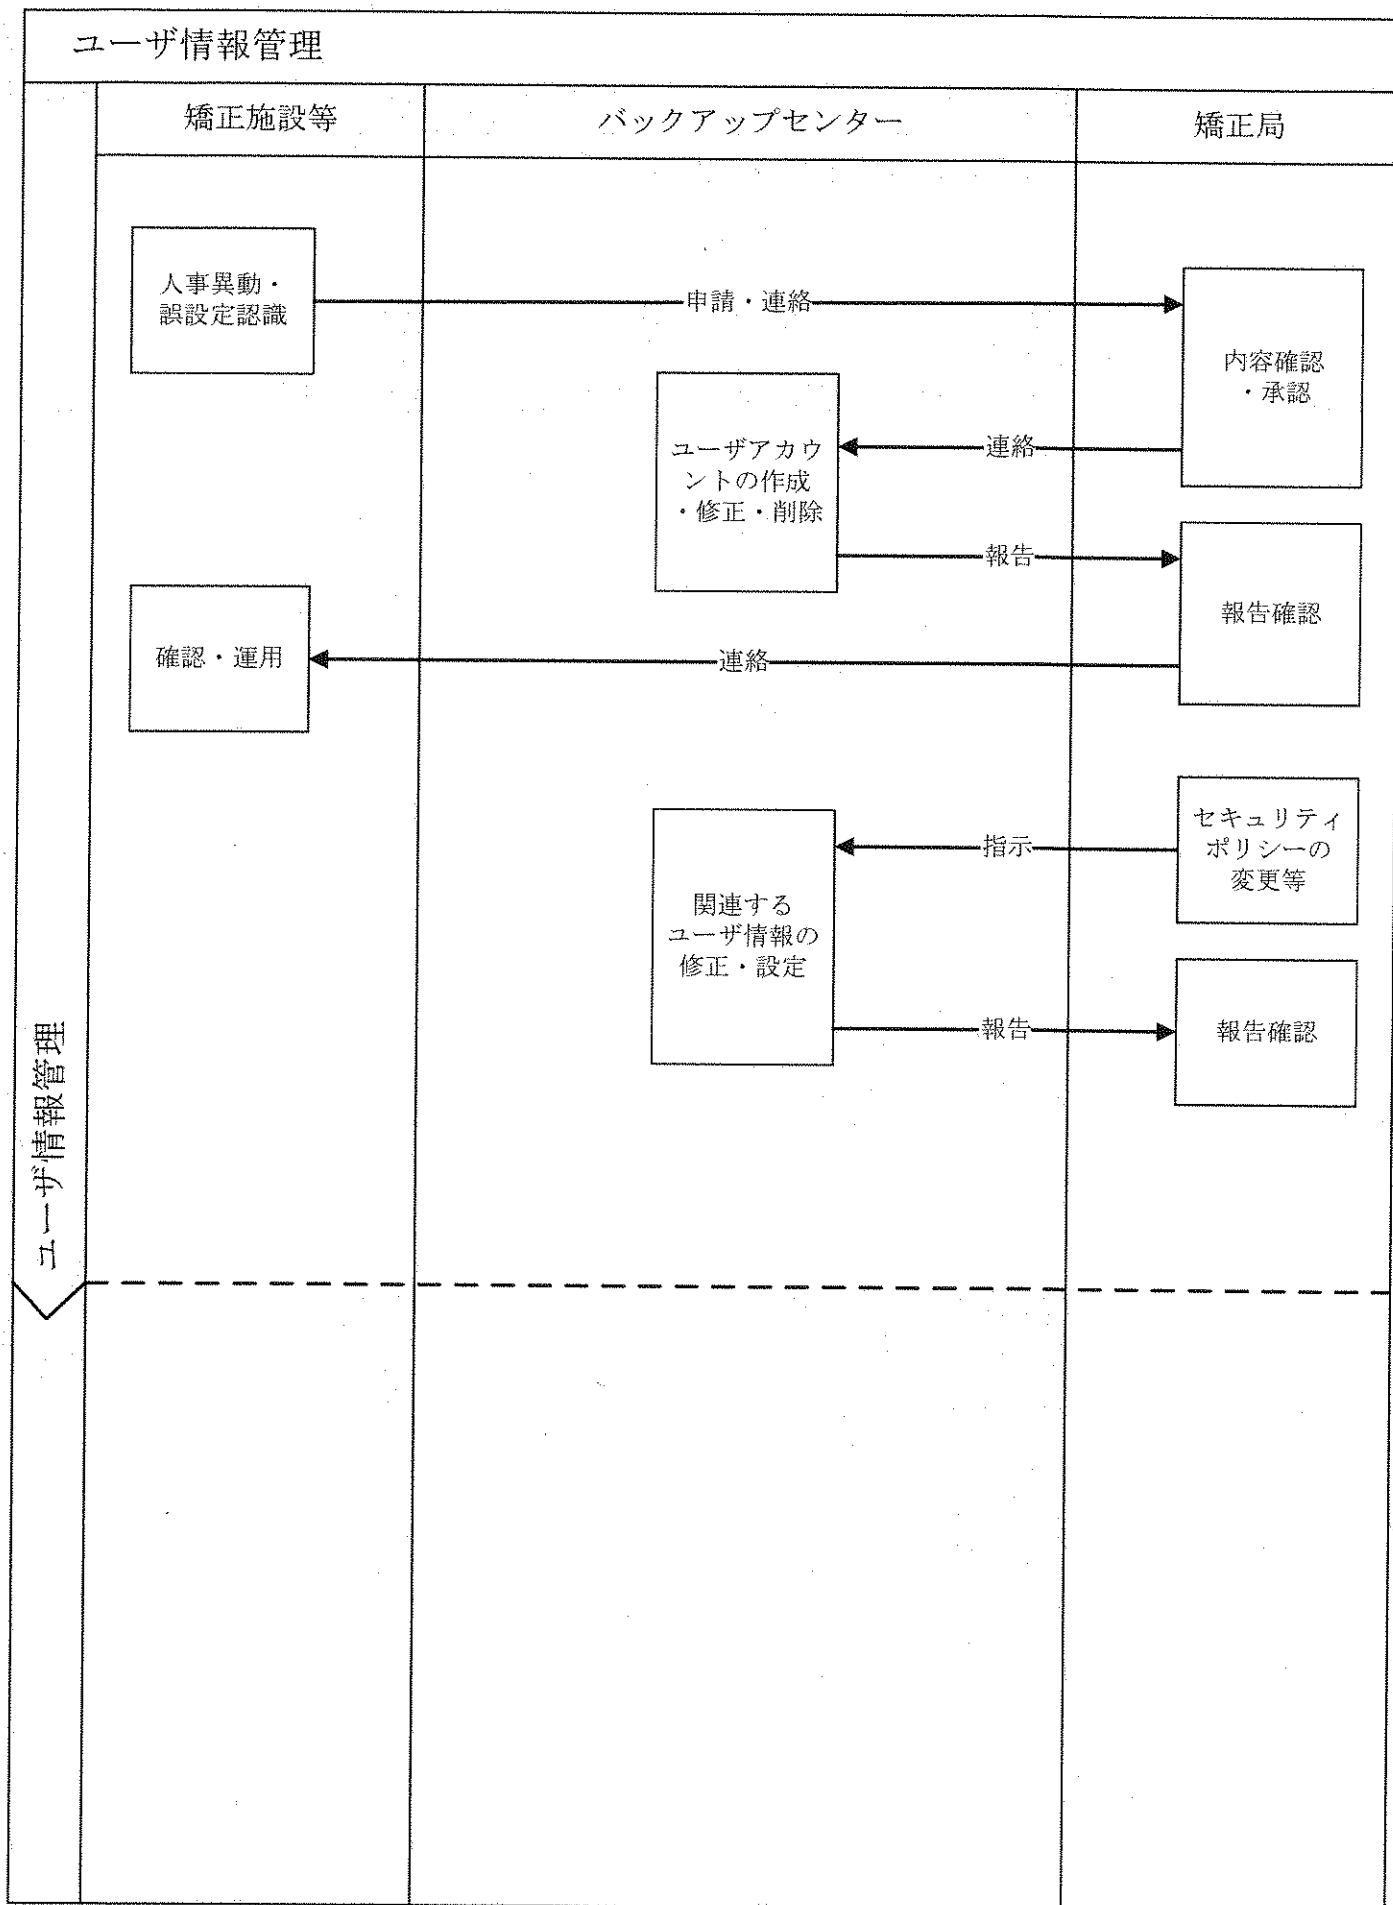 ユーザ情報管理
矯正施設等
バックアップセンター
矯正局
人事異動・
誤設定認識
申請・連絡
内容確認
・承認
連絡
ユーザアカウ
ントの作成
・修正・削除
報告
報告確認
連絡
確認・運用
セキュリティ
ポリシーの
変更等
指示
関連する
ユーザ情報の
修正・設定
報告
報告確認
ユーザ情報管理